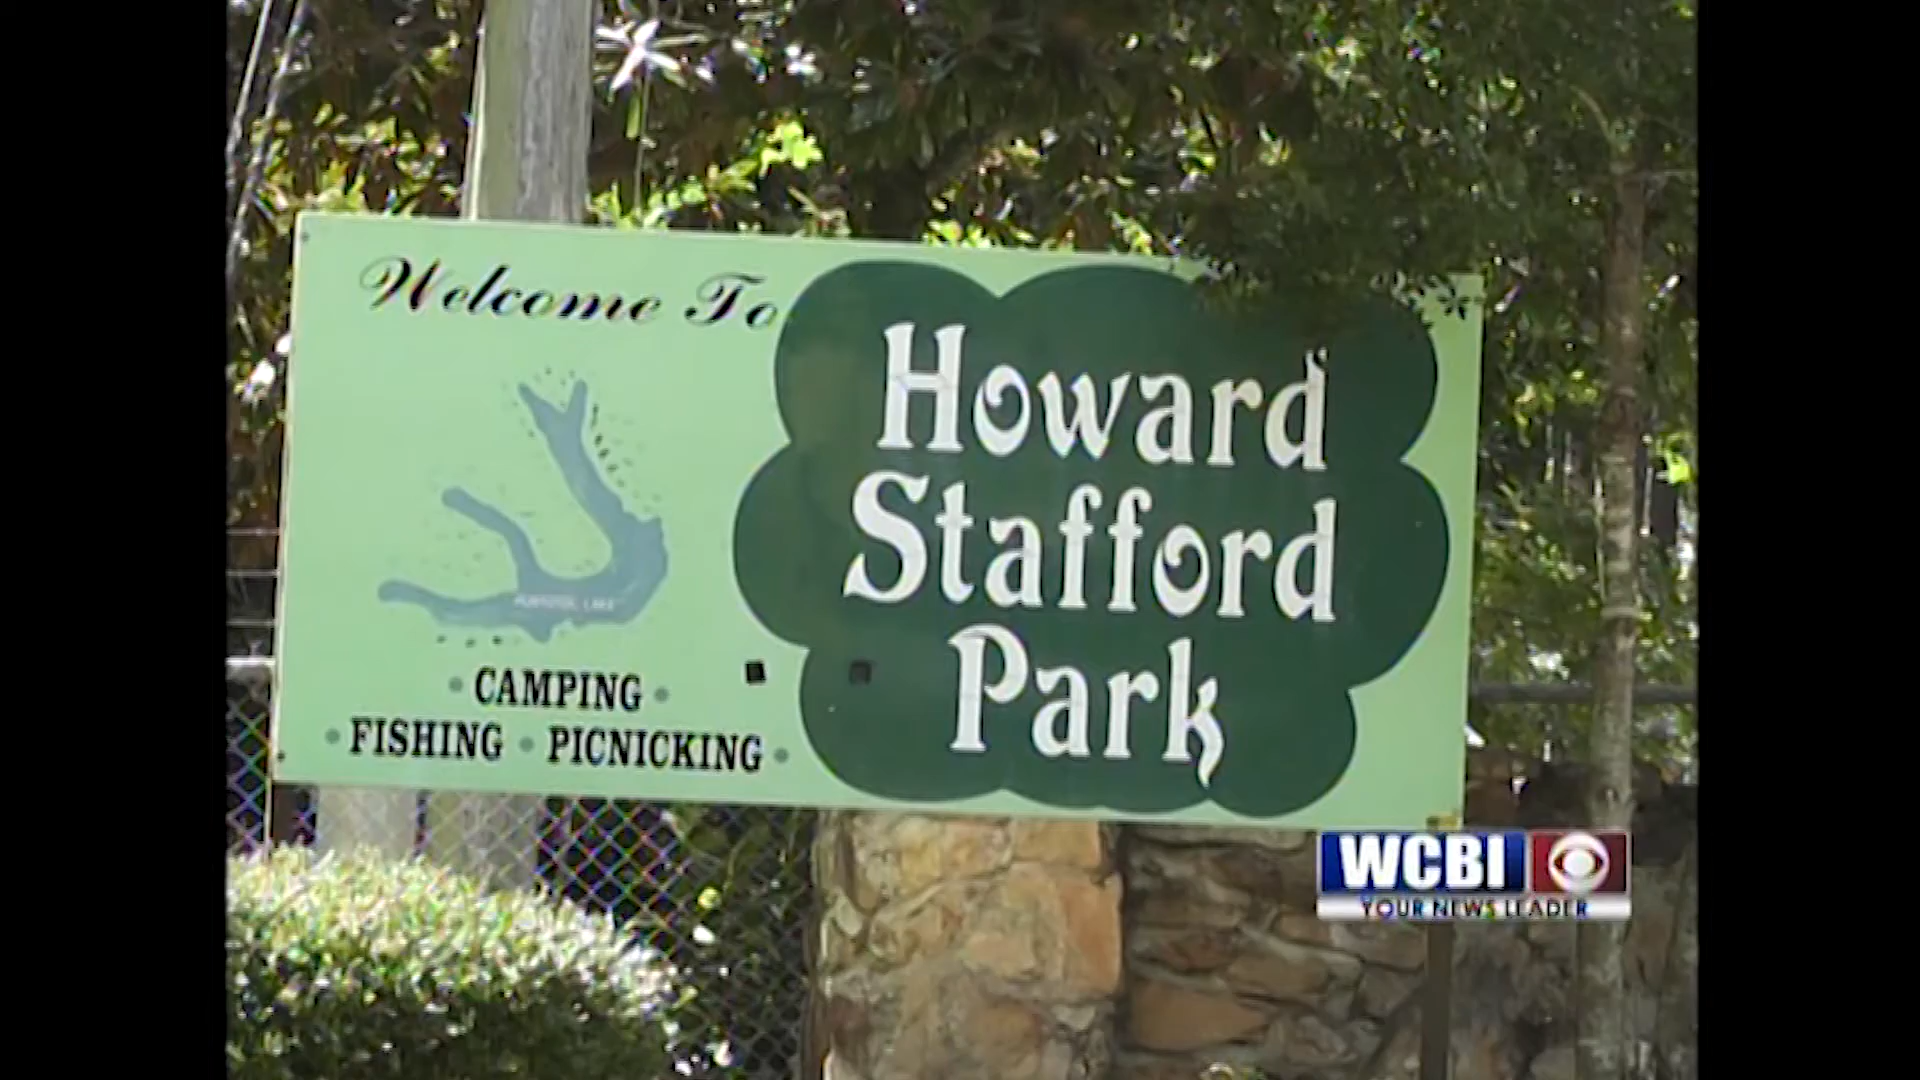 Welcome To
Howard
Stafford
Park
• CAMPING •
• FISHING • PICNICKING •
WCBI
YOUR NEWS LEADER